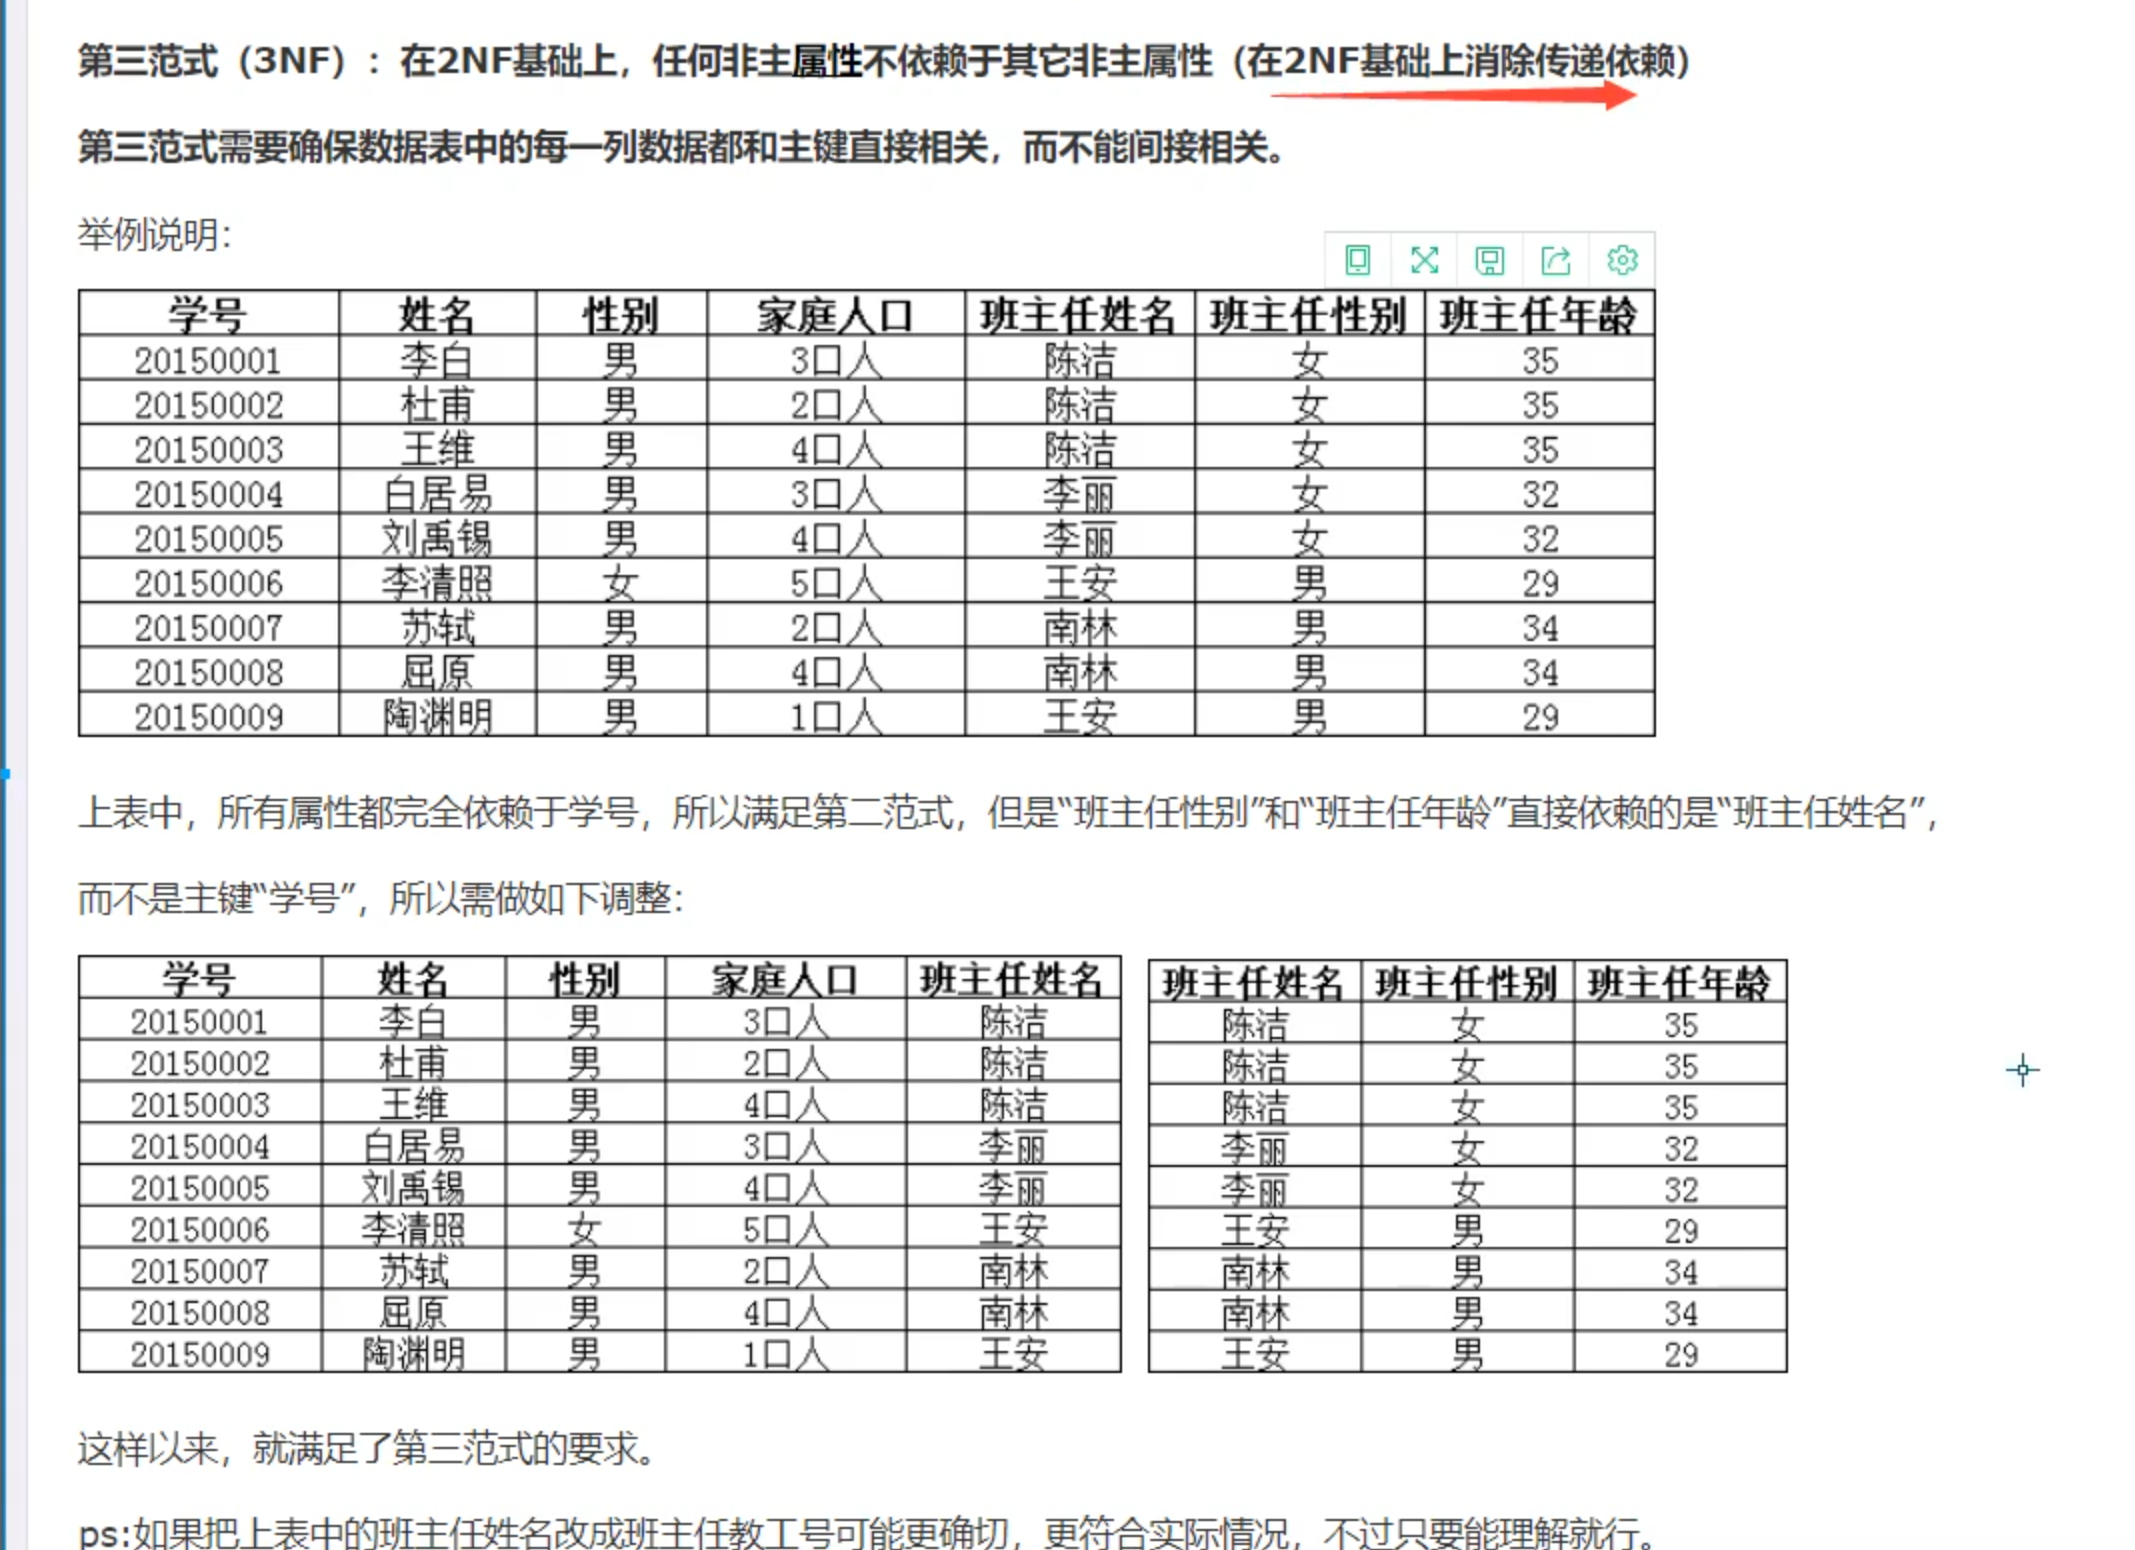 第三范式（3NF）：在2NF基础上，任何非主属性不依赖于其它非主属性（在2NF基础上消除传递依赖）
第三范式需要确保数据表中的每一列数据都和主键直接相关，而不能间接相关。
举例说明：
学号 姓名 性别 家庭人口 班主任姓名 班主任性别 班主任年龄
20150001 李白 男 3口人 陈洁 女 35
20150002 杜甫 男 2口人 陈洁 女 35
20150003 王维 男 4口人 陈洁 女 35
20150004 白居易 男 3口人 李丽 女 32
20150005 刘禹锡 男 4口人 李丽 女 32
20150006 李清照 女 5口人 王安 男 29
20150007 苏轼 男 2口人 南林 男 34
20150008 屈原 男 4口人 南林 男 34
20150009 陶渊明 男 1口人 王安 男 29
上表中，所有属性都完全依赖于学号，所以满足第二范式，但是“班主任性别”和“班主任年龄”直接依赖的是“班主任姓名”，
而不是主键“学号”，所以需做如下调整：
学号 姓名 性别 家庭人口 班主任姓名
20150001 李白 男 3口人 陈洁
20150002 杜甫 男 2口人 陈洁
20150003 王维 男 4口人 陈洁
20150004 白居易 男 3口人 李丽
20150005 刘禹锡 男 4口人 李丽
20150006 李清照 女 5口人 王安
20150007 苏轼 男 2口人 南林
20150008 屈原 男 4口人 南林
20150009 陶渊明 男 1口人 王安
班主任姓名 班主任性别 班主任年龄
陈洁 女 35
陈洁 女 35
陈洁 女 35
李丽 女 32
李丽 女 32
王安 男 29
南林 男 34
南林 男 34
王安 男 29
这样以来，就满足了第三范式的要求。
ps:如果把上表中的班主任姓名改成班主任教工号可能更确切，更符合实际情况，不过只要能理解就行。